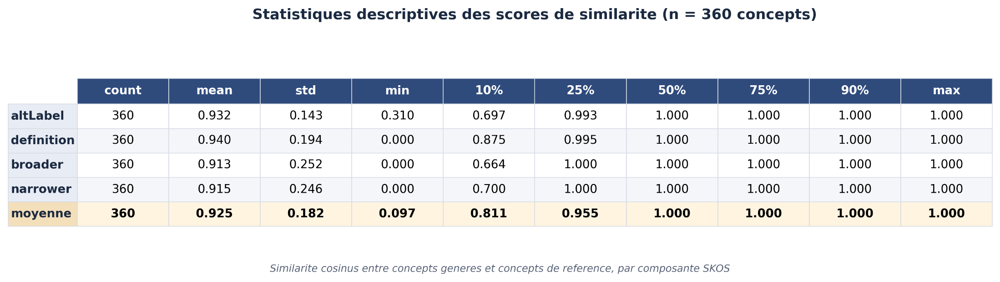 Statistiques descriptives des scores de similarite (n = 360 concepts)
count mean std min 10% 25% 50% 75% 90% max
altLabel 360 0.932 0.143 0.310 0.697 0.993 1.000 1.000 1.000 1.000
definition 360 0.940 0.194 0.000 0.875 0.995 1.000 1.000 1.000 1.000
broader 360 0.913 0.252 0.000 0.664 1.000 1.000 1.000 1.000 1.000
narrower 360 0.915 0.246 0.000 0.700 1.000 1.000 1.000 1.000 1.000
moyenne 360 0.925 0.182 0.097 0.811 0.955 1.000 1.000 1.000 1.000
Similarite cosinus entre concepts generes et concepts de reference, par composante SKOS